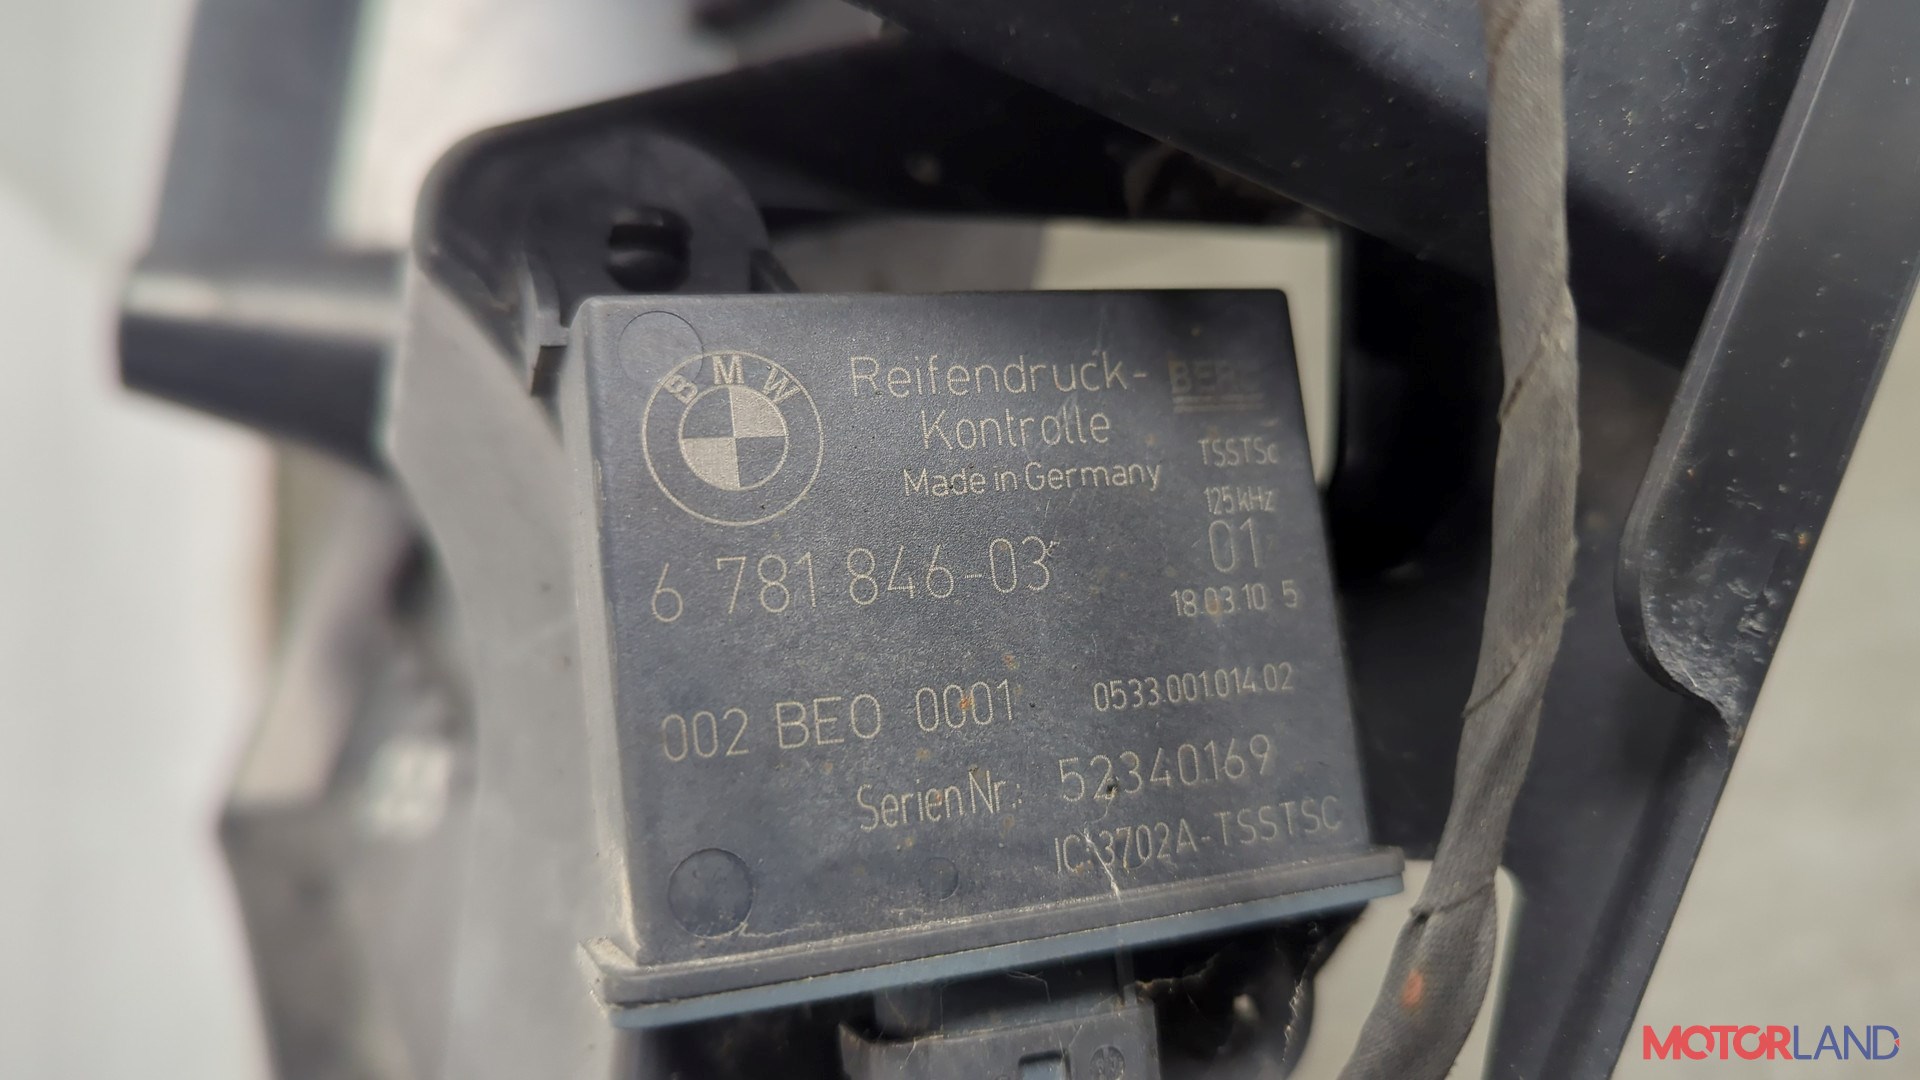 BMW
Reifendruck-
Kontrolle
Made in Germany
TSSTSc
125 kHz
01
6 781 846-03
18.03.10 5
002 BE0 0001
0533.001.014.02
Serien Nr.: 52340169
IC:3702A-TSSTSC
MOTORLAND